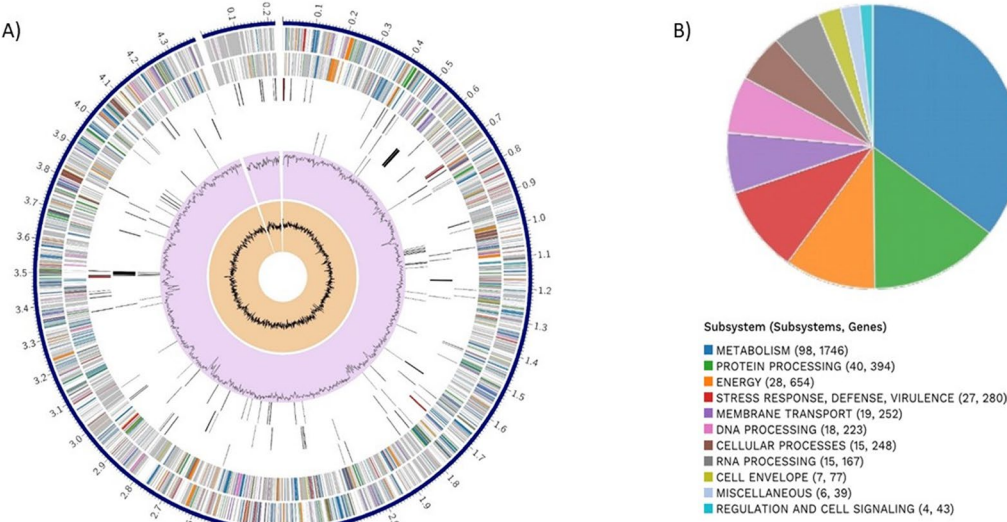 A)
B)
0.1
0.2
0.1
0.2
0.3
0.4
0.5
0.6
0.7
0.8
0.9
1.0
1.1
1.2
1.3
1.4
1.5
1.6
1.7
1.8
1.9
2.7
2.8
2.9
3.0
3.1
3.2
3.3
3.4
3.5
3.6
3.7
3.8
3.9
4.0
4.1
4.2
4.3
Subsystem (Subsystems, Genes)
METABOLISM (98, 1746)
PROTEIN PROCESSING (40, 394)
ENERGY (28, 654)
STRESS RESPONSE, DEFENSE, VIRULENCE (27, 280)
MEMBRANE TRANSPORT (19, 252)
DNA PROCESSING (18, 223)
CELLULAR PROCESSES (15, 248)
RNA PROCESSING (15, 167)
CELL ENVELOPE (7, 77)
MISCELLANEOUS (6, 39)
REGULATION AND CELL SIGNALING (4, 43)